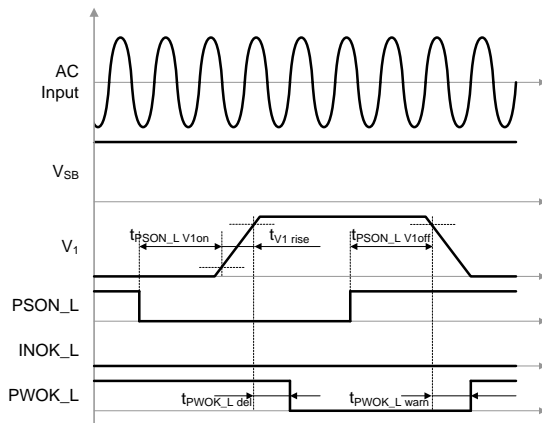 AC
Input
VSB
V1
tPSON_L V1on
tV1 rise
tPSON_L V1off
PSON_L
INOK_L
PWOK_L
tPWOK_L del
tPWOK_L warn